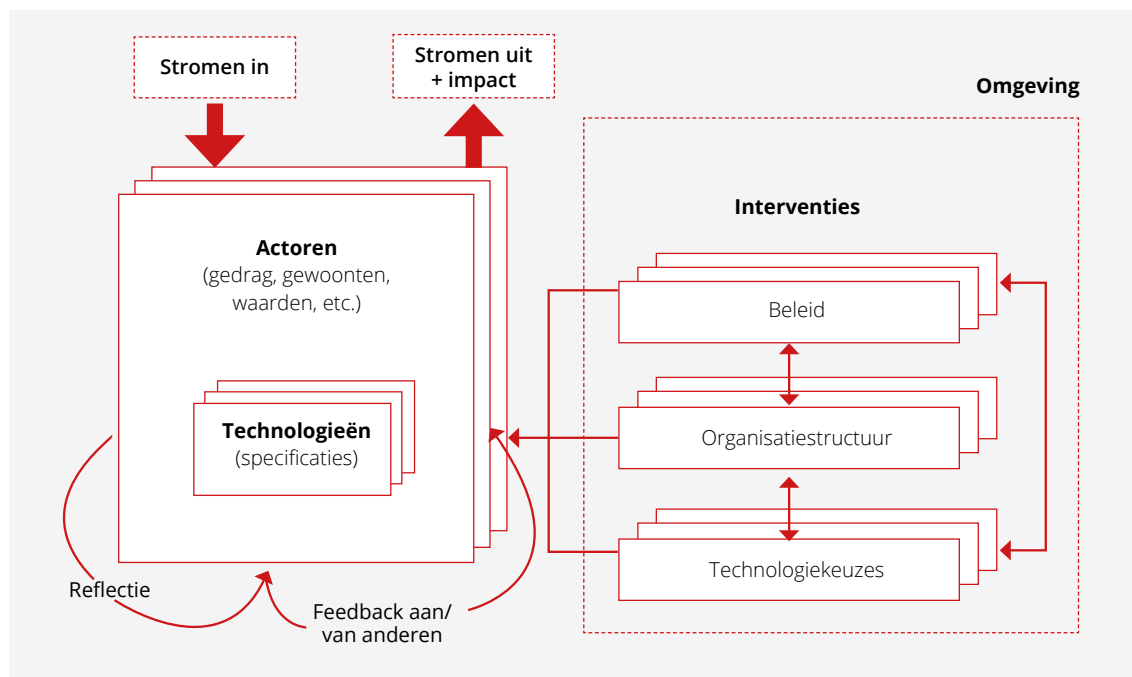 Stromen in
Stromen uit
+ impact
Omgeving
Actoren
(gedrag, gewoonten,
waarden, etc.)
Technologieën
(specificaties)
Reflectie
Feedback aan/
van anderen
Interventies
Beleid
Organisatiestructuur
Technologiekeuzes